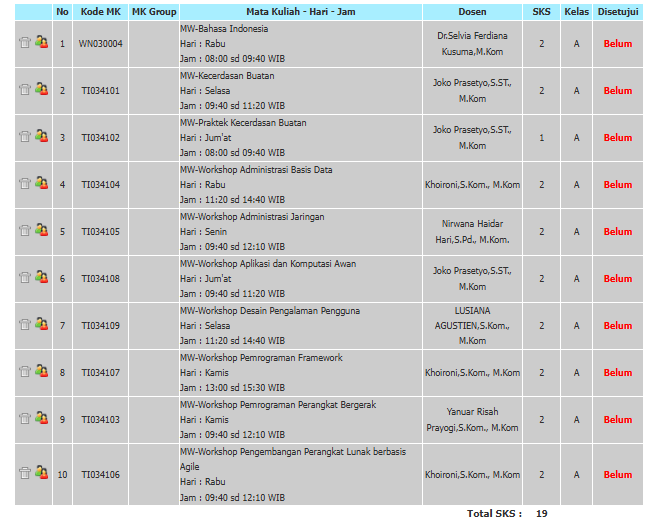 No Kode MK MK Group Mata Kuliah - Hari - Jam Dosen SKS Kelas Disetujui
1 WN030004 MW-Bahasa Indonesia
Hari : Rabu
Jam : 08:00 sd 09:40 WIB
Dr.Selvia Ferdiana
Kusuma,M.Kom
2 A Belum
2 TI034101 MW-Kecerdasan Buatan
Hari : Selasa
Jam : 09:40 sd 11:20 WIB
Joko Prasetyo,S.ST.,
M.Kom
2 A Belum
3 TI034102 MW-Praktek Kecerdasan Buatan
Hari : Jum'at
Jam : 08:00 sd 09:40 WIB
Joko Prasetyo,S.ST.,
M.Kom
1 A Belum
4 TI034104 MW-Workshop Administrasi Basis Data
Hari : Rabu
Jam : 11:20 sd 14:40 WIB
Khoironi,S.Kom., M.Kom
2 A Belum
5 TI034105 MW-Workshop Administrasi Jaringan
Hari : Senin
Jam : 09:40 sd 12:10 WIB
Nirwana Haidar
Hari,S.Pd., M.Kom.
2 A Belum
6 TI034108 MW-Workshop Aplikasi dan Komputasi Awan
Hari : Jum'at
Jam : 09:40 sd 11:20 WIB
Joko Prasetyo,S.ST.,
M.Kom
2 A Belum
7 TI034109 MW-Workshop Desain Pengalaman Pengguna
Hari : Selasa
Jam : 11:20 sd 14:40 WIB
LUSIANA
AGUSTIEN,S.Kom.,
M.Kom
2 A Belum
8 TI034107 MW-Workshop Pemrograman Framework
Hari : Kamis
Jam : 13:00 sd 15:30 WIB
Khoironi,S.Kom., M.Kom
2 A Belum
9 TI034103 MW-Workshop Pemrograman Perangkat Bergerak
Hari : Kamis
Jam : 09:40 sd 12:10 WIB
Yanuar Risah
Prayogi,S.Kom., M.Kom
2 A Belum
10 TI034106 MW-Workshop Pengembangan Perangkat Lunak berbasis
Agile
Hari : Rabu
Jam : 09:40 sd 12:10 WIB
Khoironi,S.Kom., M.Kom
2 A Belum
Total SKS : 19